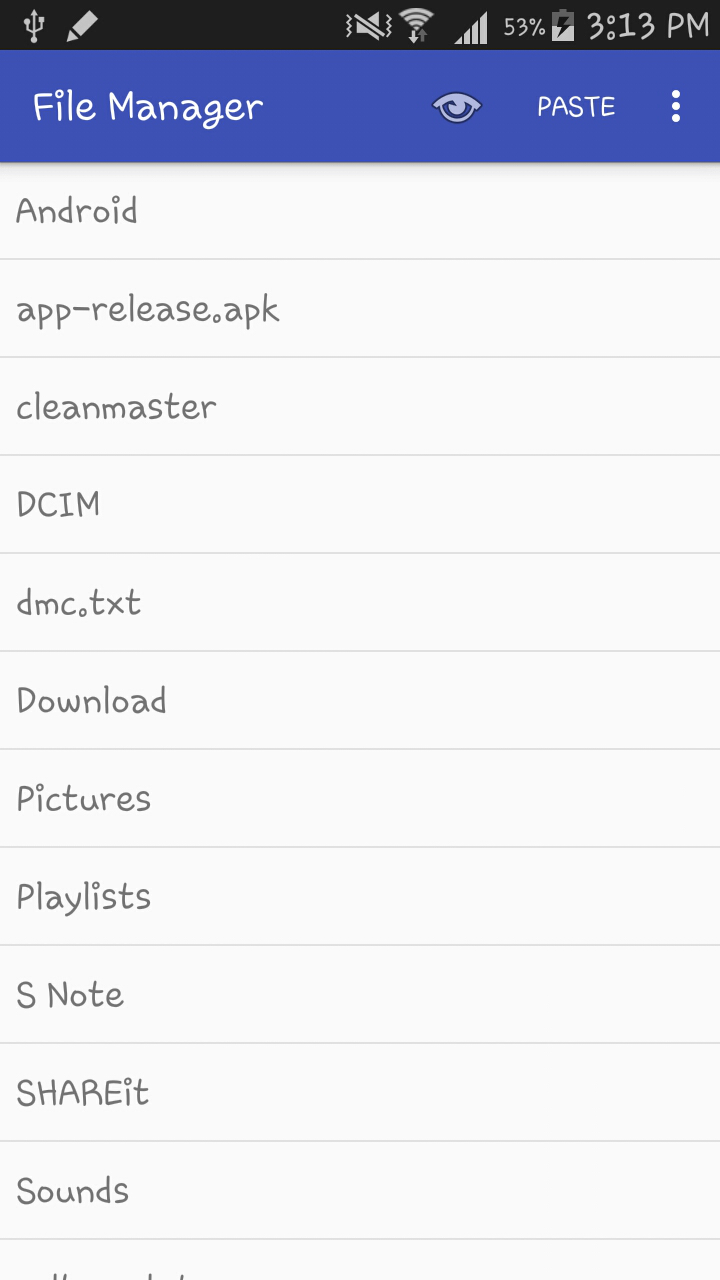 53% 3:13 PM
File Manager PASTE
Android
app-release.apk
cleanmaster
DCIM
dmc.txt
Download
Pictures
Playlists
S Note
SHAREit
Sounds